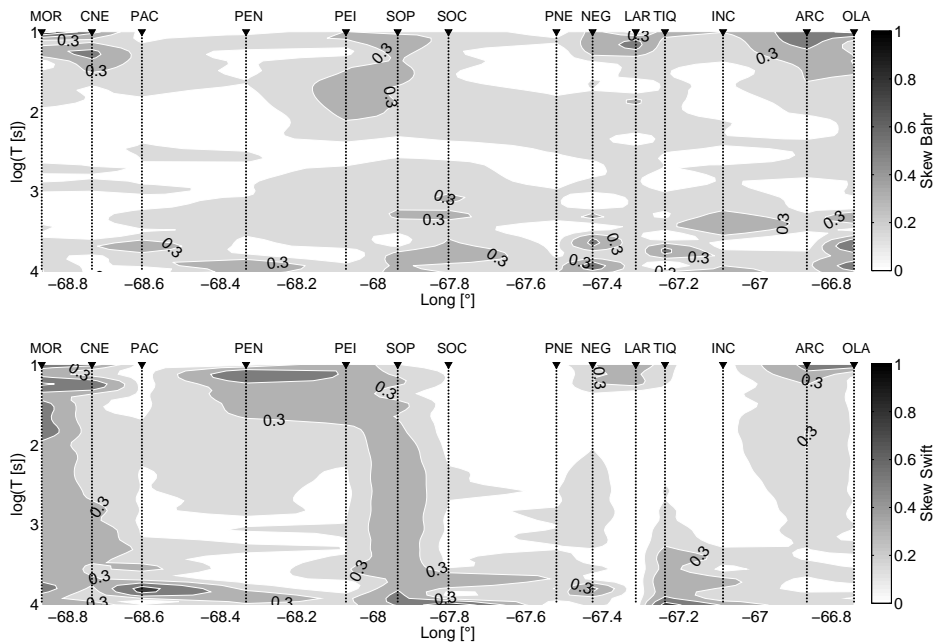 MOR CNE PAC PEN PEI SOP SOC PNE NEG LAR TIQ INC ARC OLA
1 0.3 0.3 0.3 0.3 1
0.3 0.3 0.8
2 0.3 0.6
log(T [s]) Skew Bahr
3 0.3 0.4
0.3 0.3 0.3 0.2
0.3 0.3 0.3 0.3 0.3 0.3
4 0
−68.8 −68.6 −68.4 −68.2 −68 −67.8 −67.6 −67.4 −67.2 −67 −66.8
Long [°]
MOR CNE PAC PEN PEI SOP SOC PNE NEG LAR TIQ INC ARC OLA
1 0.3 0.3 0.3 0.3 1
0.3 0.3 0.8
2 0.6
log(T [s]) Skew Swift
0.3 0.4
3 0.3 0.2
0.3 0.3 0.3
0.3 0.3
4 0
−68.8 −68.6 −68.4 −68.2 −68 −67.8 −67.6 −67.4 −67.2 −67 −66.8
Long [°]